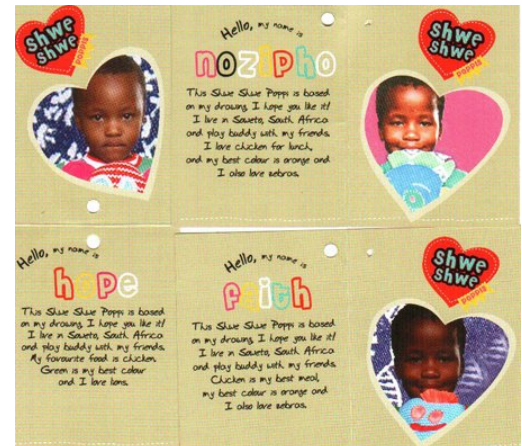 shwe
shwe
poppis
Hello, my name is
nozipho
This Shwe Shwe Poppi is based
on my drawing. I hope you like it!
I live in Soweto, South Africa
and play buddy with my friends.
I love chicken for lunch,
and my best colour is orange and
I also love zebras.
shwe
shwe
poppis
Hello, my name is
hope
This Shwe Shwe Poppi is based
on my drawing. I hope you like it!
I live in Soweto, South Africa
and play buddy with my friends.
My favourite food is chicken.
Green is my best colour
and I love lions.
Hello, my name is
faith
This Shwe Shwe Poppi is based
on my drawing. I hope you like it!
I live in Soweto, South Africa
and play buddy with my friends.
Chicken is my best meal,
my best colour is orange and
I also love zebras.
shwe
shwe
poppis